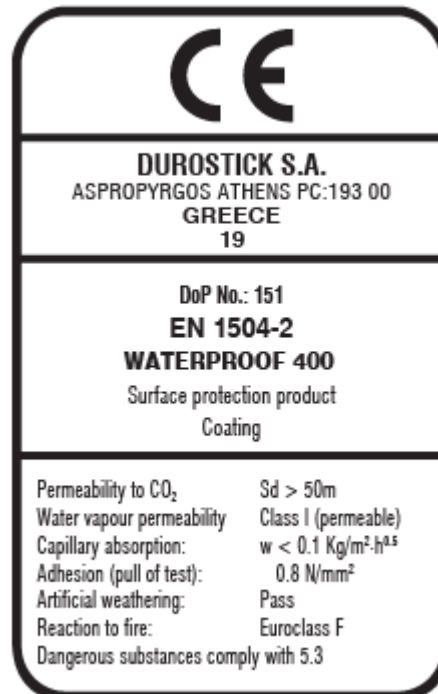 CE
DUROSTICK S.A.
ASPROPYRGOS ATHENS PC:193 00
GREECE
19
DoP No.: 151
EN 1504-2
WATERPROOF 400
Surface protection product
Coating
Permeability to CO₂ Sd > 50m
Water vapour permeability Class I (permeable)
Capillary absorption: w < 0.1 Kg/m²·h⁰·⁵
Adhesion (pull of test): 0.8 N/mm²
Artificial weathering: Pass
Reaction to fire: Euroclass F
Dangerous substances comply with 5.3